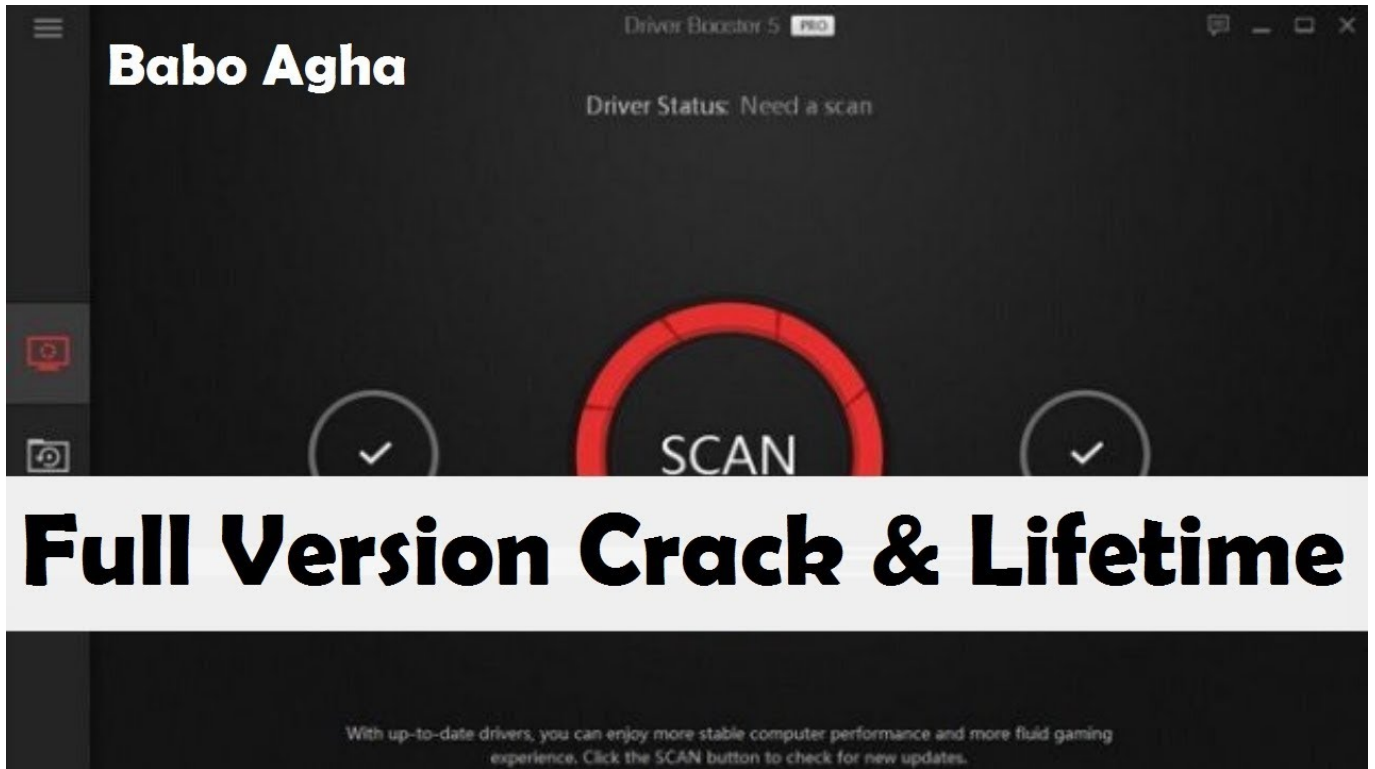 Driver Booster 5 PRO
Babo Agha
Driver Status: Need a scan
SCAN
Full Version Crack & Lifetime
With up-to-date drivers, you can enjoy more stable computer performance and more fluid gaming
experience. Click the SCAN button to check for new updates.